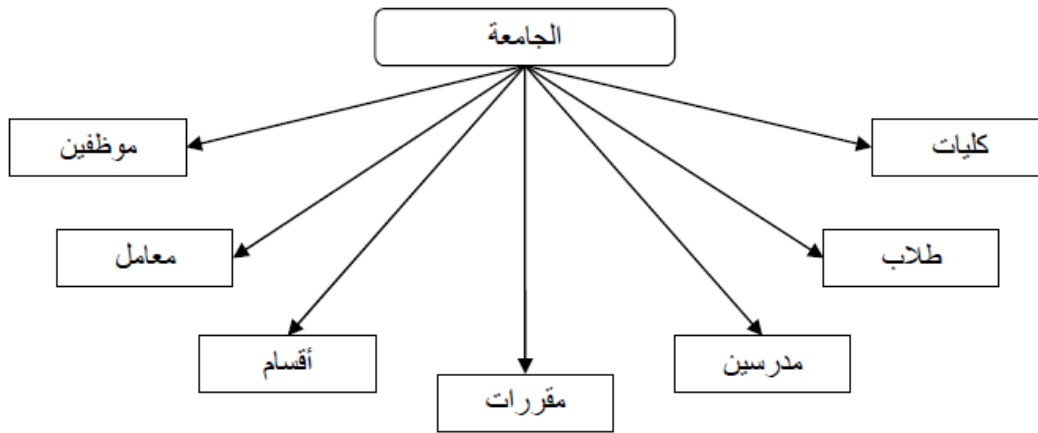 الجامعة
كليات
موظفين
طلاب
معامل
مدرسين
أقسام
مقررات